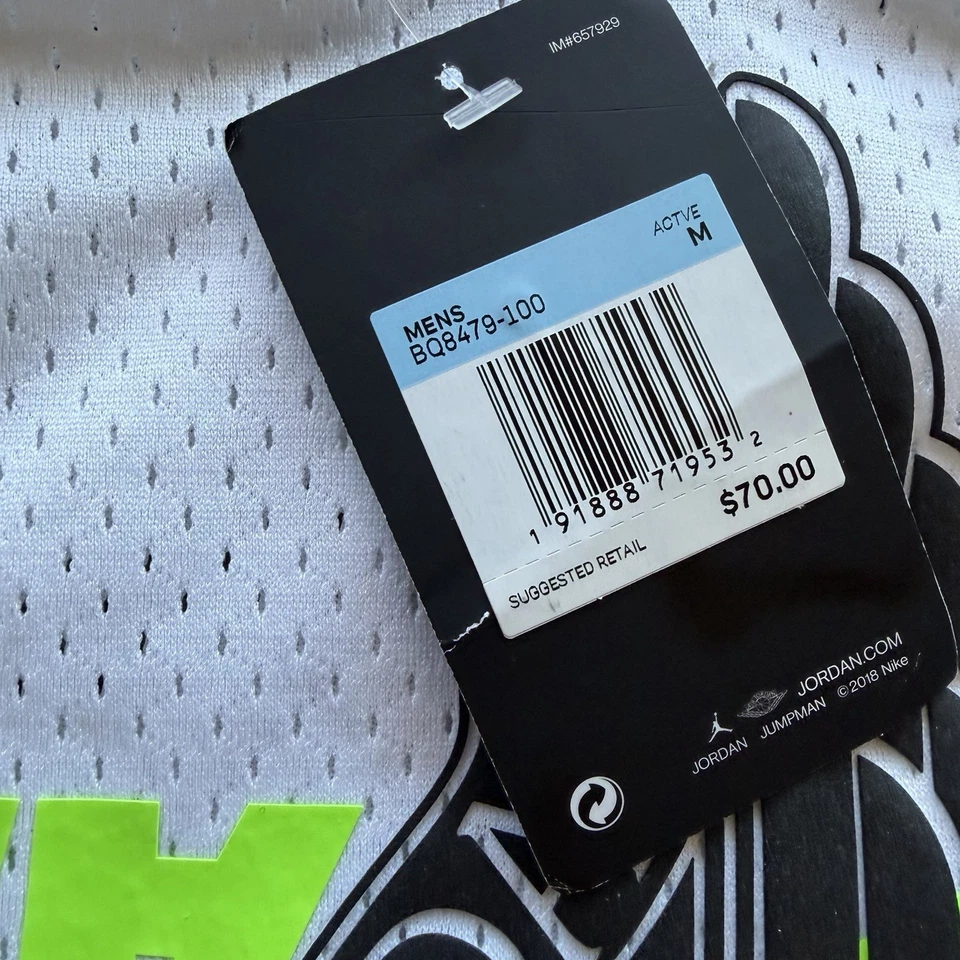 IM#657929
ACTVE
M
MENS
BQ8479-100
1 91888 71953 2
$70.00
SUGGESTED RETAIL
JORDAN.COM
JORDAN JUMPMAN ©2018 Nike